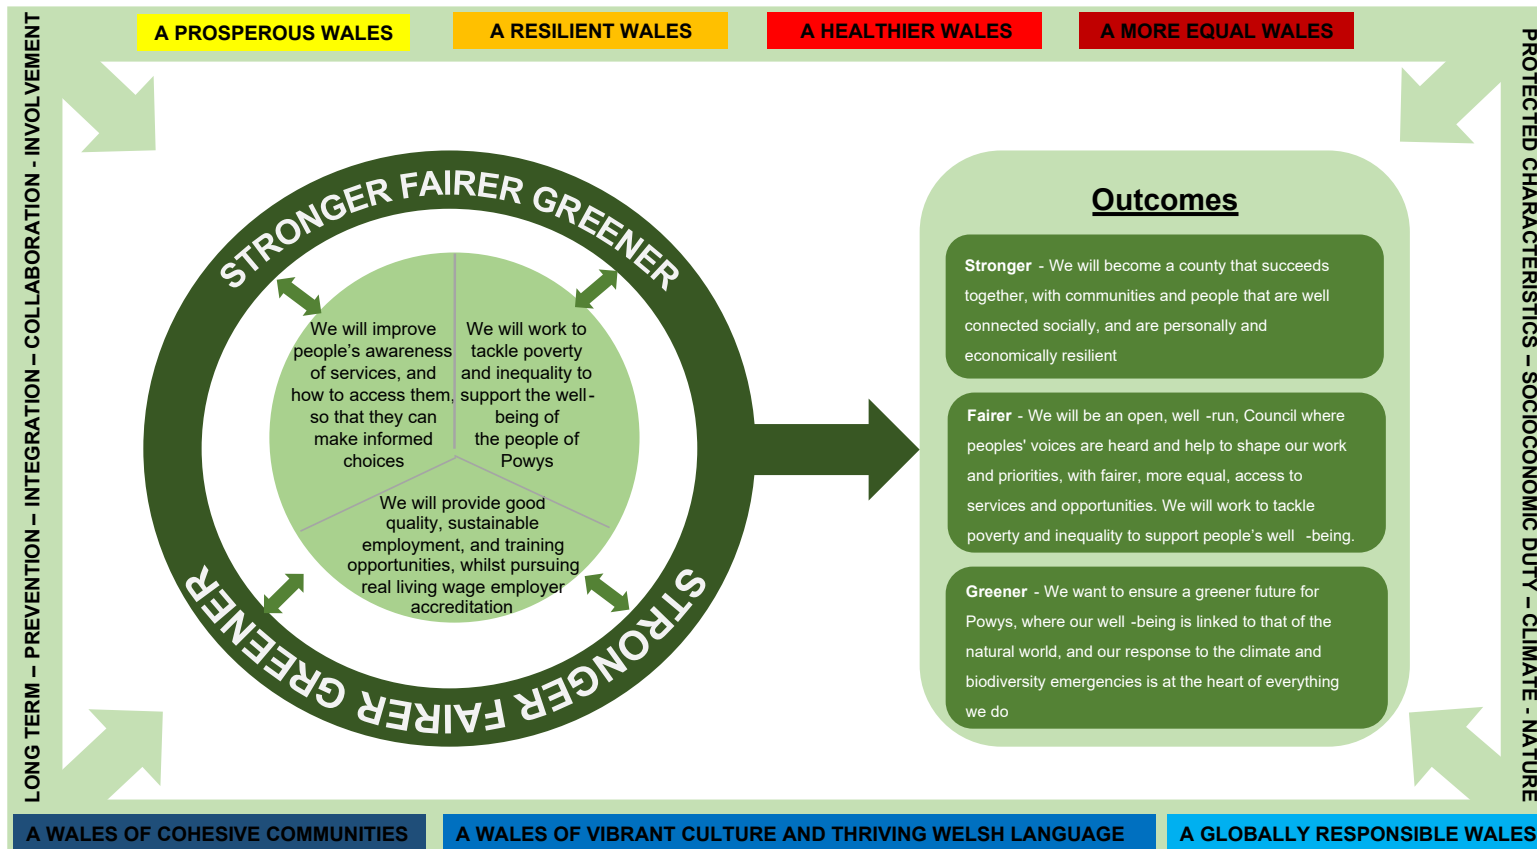 A PROSPEROUS WALES
A RESILIENT WALES
A HEALTHIER WALES
A MORE EQUAL WALES
LONG TERM – PREVENTION – INTEGRATION – COLLABORATION - INVOLVEMENT
STRONGER FAIRER GREENER
We will improve
people’s awareness
of services, and
how to access them,
so that they can
make informed
choices
We will work to
tackle poverty
and inequality to
support the well-
being of
the people of
Powys
We will provide good
quality, sustainable
employment, and training
opportunities, whilst pursuing
real living wage employer
accreditation
STRONGER FAIRER GREENER
Outcomes
Stronger - We will become a county that succeeds
together, with communities and people that are well
connected socially, and are personally and
economically resilient
Fairer - We will be an open, well -run, Council where
peoples' voices are heard and help to shape our work
and priorities, with fairer, more equal, access to
services and opportunities. We will work to tackle
poverty and inequality to support people’s well -being.
Greener - We want to ensure a greener future for
Powys, where our well -being is linked to that of the
natural world, and our response to the climate and
biodiversity emergencies is at the heart of everything
we do
PROTECTED CHARACTERISTICS – SOCIOECONOMIC DUTY – CLIMATE - NATURE
A WALES OF COHESIVE COMMUNITIES
A WALES OF VIBRANT CULTURE AND THRIVING WELSH LANGUAGE
A GLOBALLY RESPONSIBLE WALES